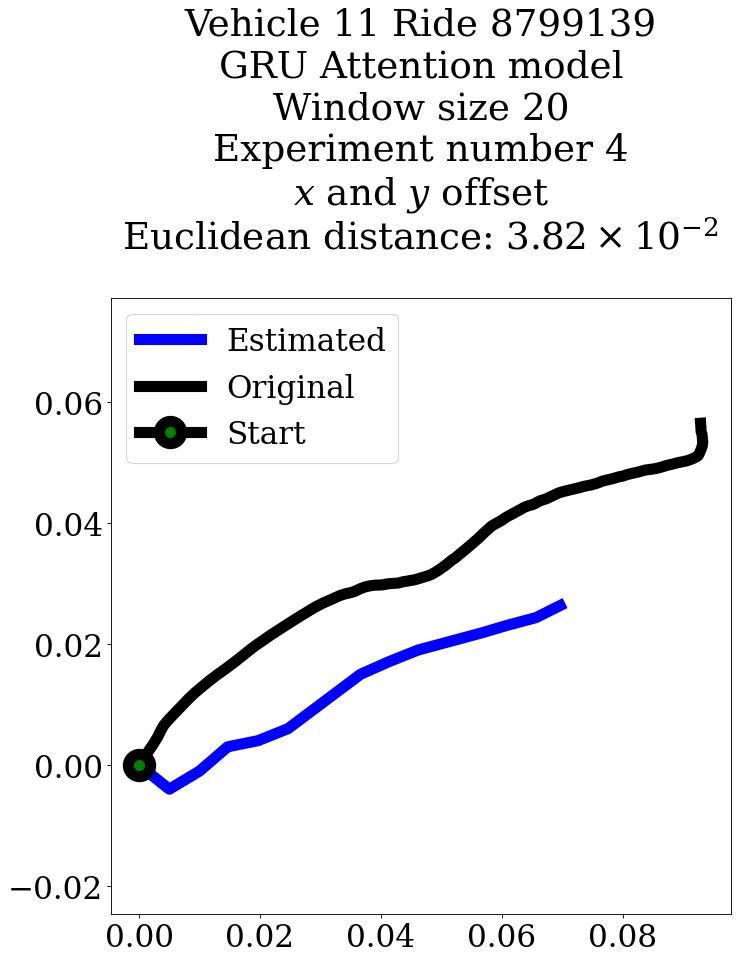 Vehicle 11 Ride 8799139
GRU Attention model
Window size 20
Experiment number 4
x and y offset
Euclidean distance: 3.82 × 10⁻²
Estimated
Original
Start
0.06
0.04
0.02
0.00
−0.02
0.00 0.02 0.04 0.06 0.08